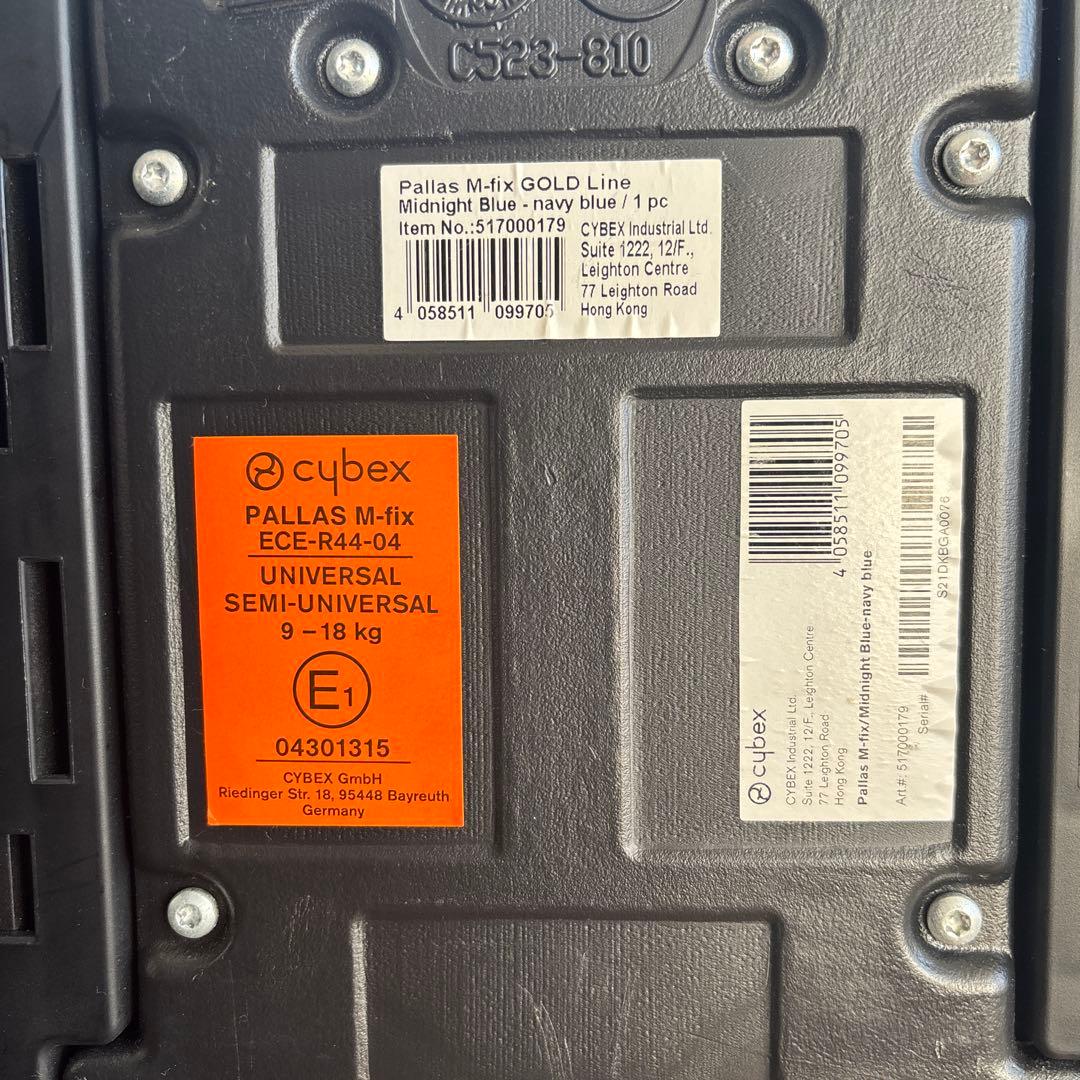 C523-810
Pallas M-fix GOLD Line
Midnight Blue - navy blue / 1 pc
Item No.:517000179
4 058511 099705
CYBEX Industrial Ltd.
Suite 1222, 12/F.,
Leighton Centre
77 Leighton Road
Hong Kong
cybex
PALLAS M-fix
ECE-R44-04
UNIVERSAL
SEMI-UNIVERSAL
9 – 18 kg
E1
04301315
CYBEX GmbH
Riedinger Str. 18, 95448 Bayreuth
Germany
4 058511 099705
cybex
CYBEX Industrial Ltd.
Suite 1222, 12/F., Leighton Centre
77 Leighton Road
Hong Kong
Pallas M-fix/Midnight Blue-navy blue
Art.#: 517000179
Serial#
S21DKBGA0076